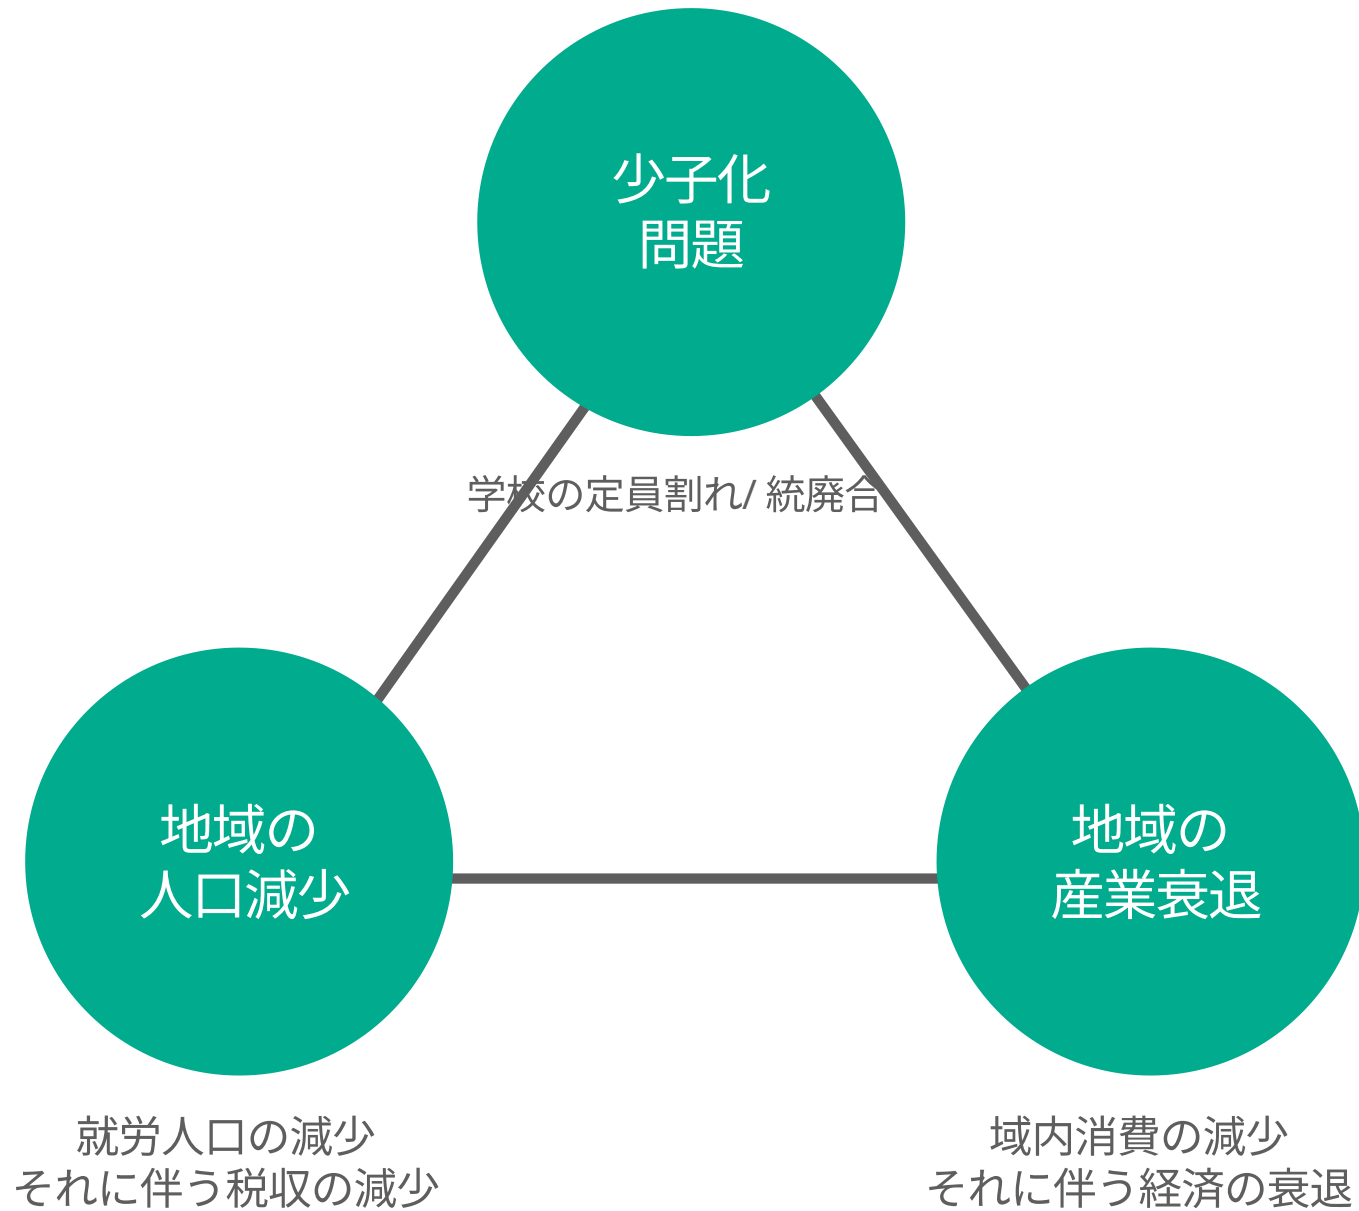 少子化
問題
学校の定員割れ/ 統廃合
地域の
人口減少
地域の
産業衰退
就労人口の減少
それに伴う税収の減少
域内消費の減少
それに伴う経済の衰退